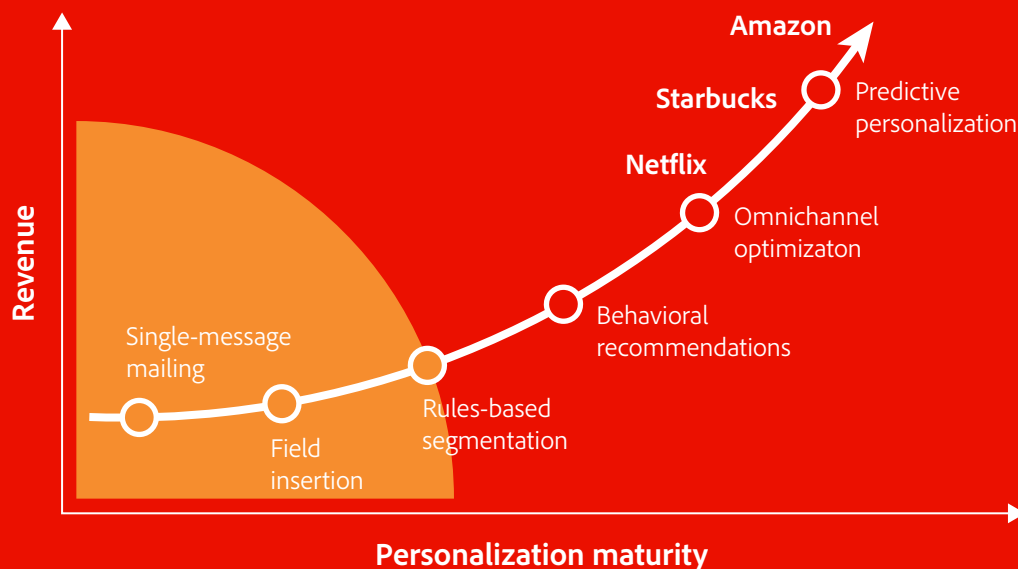 Amazon
Starbucks
Predictive
personalization
Netflix
Omnichannel
optimizaton
Revenue
Behavioral
recommendations
Single-message
mailing
Rules-based
segmentation
Field
insertion
Personalization maturity